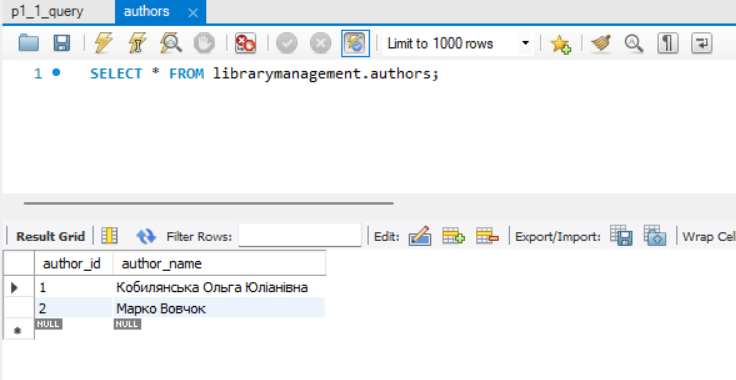 p1_1_query authors
Limit to 1000 rows
1 SELECT * FROM librarymanagement.authors;
Result Grid Filter Rows: Edit: Export/Import: Wrap Cel
author_id author_name
1 Кобилянська Ольга Юліанівна
2 Марко Вовчок
NULL NULL